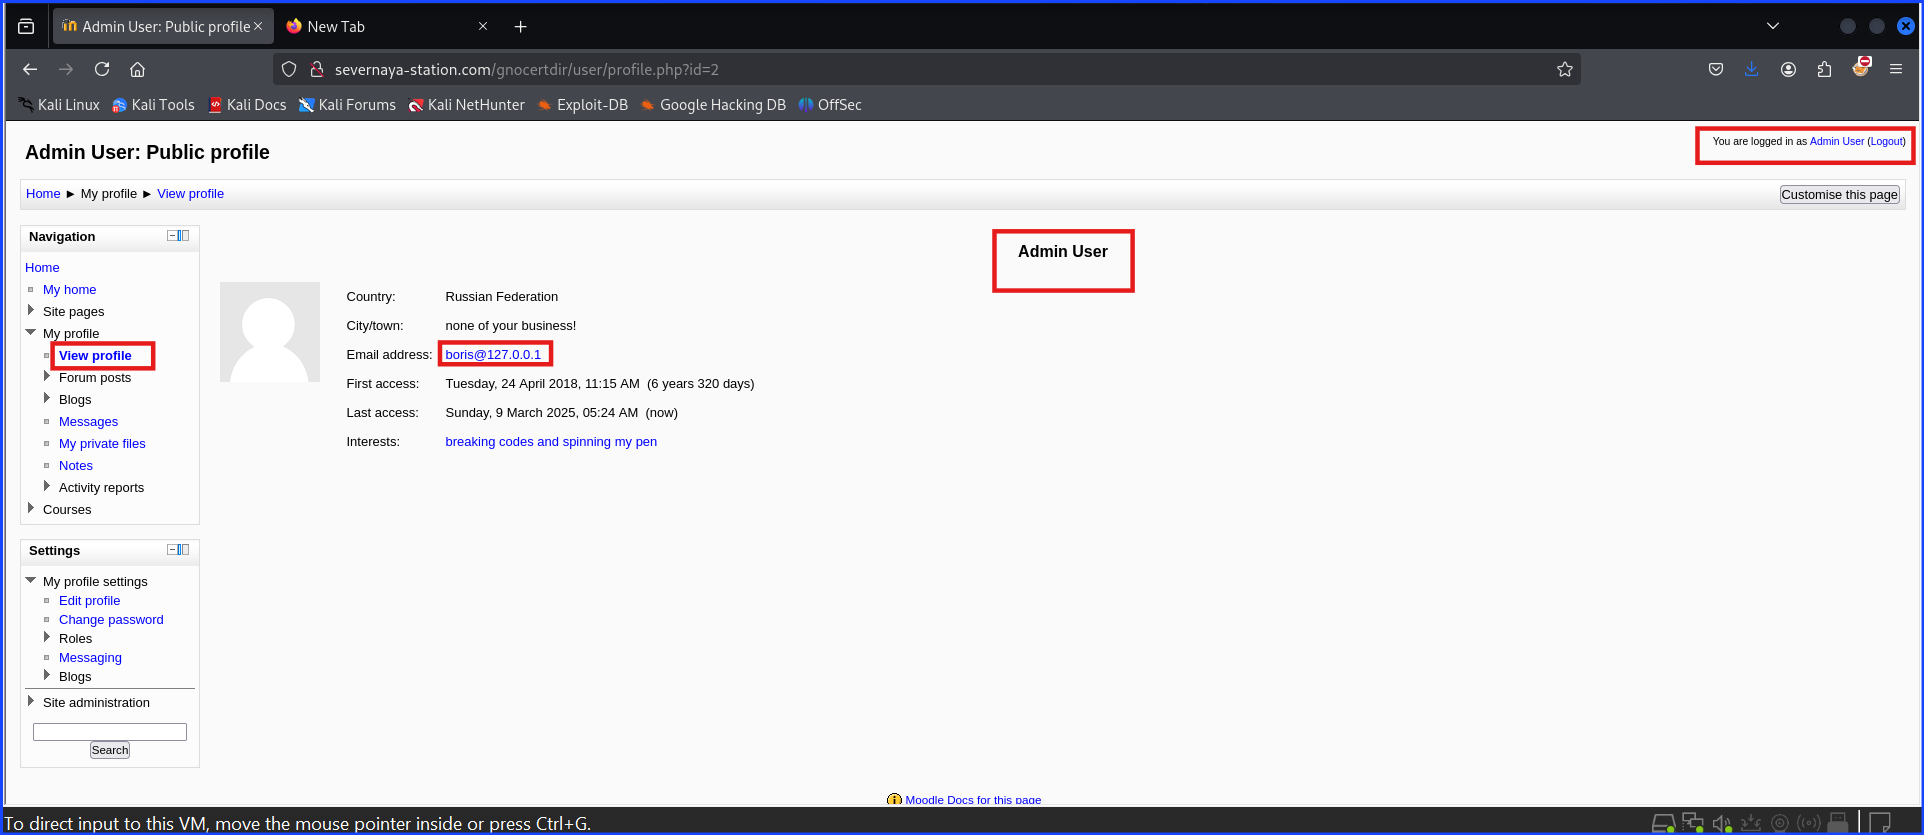 Admin User: Public profile
New Tab
severnaya-station.com/gnocertdir/user/profile.php?id=2
Kali Linux Kali Tools Kali Docs Kali Forums Kali NetHunter Exploit-DB Google Hacking DB OffSec
Admin User: Public profile
You are logged in as Admin User (Logout)
Home ► My profile ► View profile
Customise this page
Navigation
Home
My home
Site pages
My profile
View profile
Forum posts
Blogs
Messages
My private files
Notes
Activity reports
Courses
Admin User
Country: Russian Federation
City/town: none of your business!
Email address: boris@127.0.0.1
First access: Tuesday, 24 April 2018, 11:15 AM (6 years 320 days)
Last access: Sunday, 9 March 2025, 05:24 AM (now)
Interests: breaking codes and spinning my pen
Settings
My profile settings
Edit profile
Change password
Roles
Messaging
Blogs
Site administration
Search
Moodle Docs for this page
To direct input to this VM, move the mouse pointer inside or press Ctrl+G.